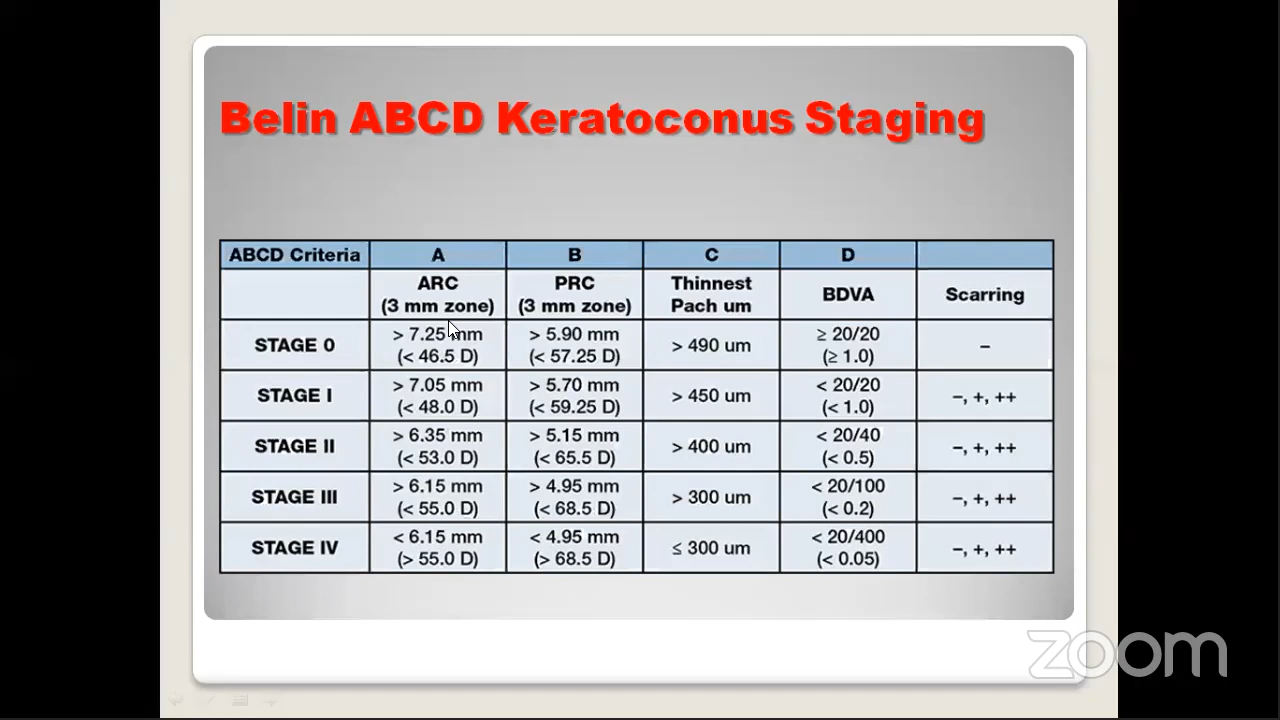 Belin ABCD Keratoconus Staging
ABCD Criteria A B C D
ARC (3 mm zone) PRC (3 mm zone) Thinnest Pach um BDVA Scarring
STAGE 0 > 7.25 mm (< 46.5 D) > 5.90 mm (< 57.25 D) > 490 um ≥ 20/20 (≥ 1.0) –
STAGE I > 7.05 mm (< 48.0 D) > 5.70 mm (< 59.25 D) > 450 um < 20/20 (< 1.0) –, +, ++
STAGE II > 6.35 mm (< 53.0 D) > 5.15 mm (< 65.5 D) > 400 um < 20/40 (< 0.5) –, +, ++
STAGE III > 6.15 mm (< 55.0 D) > 4.95 mm (< 68.5 D) > 300 um < 20/100 (< 0.2) –, +, ++
STAGE IV < 6.15 mm (> 55.0 D) < 4.95 mm (> 68.5 D) ≤ 300 um < 20/400 (< 0.05) –, +, ++
zoom